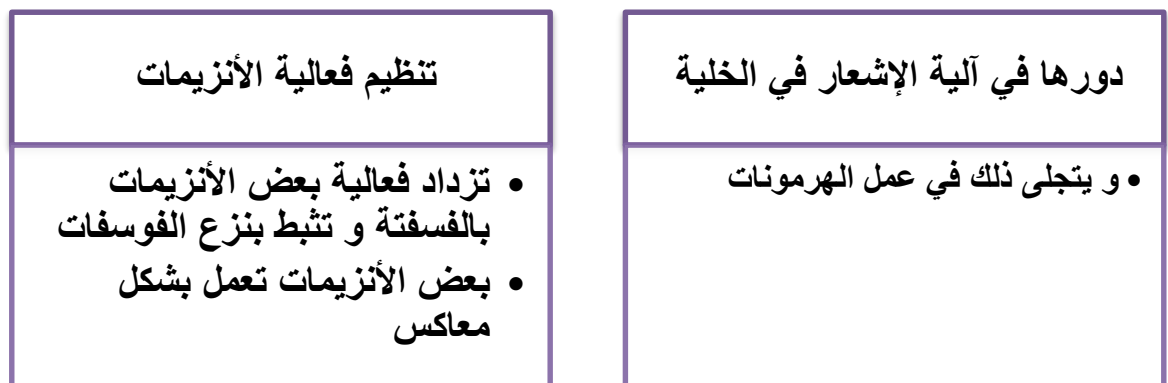 دورها في آلية الإشعار في الخلية
• و يتجلى ذلك في عمل الهرمونات
تنظيم فعالية الأنزيمات
• تزداد فعالية بعض الأنزيمات
بالفسفتة و تثبط بنزع الفوسفات
• بعض الأنزيمات تعمل بشكل
معاكس